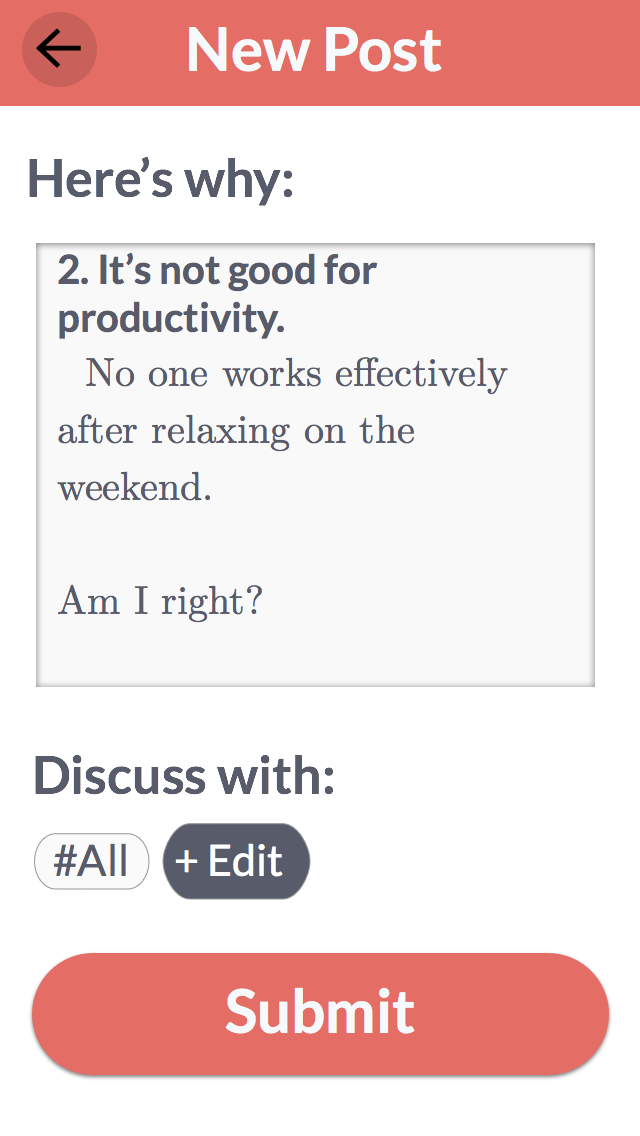 New Post
Here’s why:
2. It’s not good for
productivity.
No one works effectively
after relaxing on the
weekend.
Am I right?
Discuss with:
#All
+ Edit
Submit